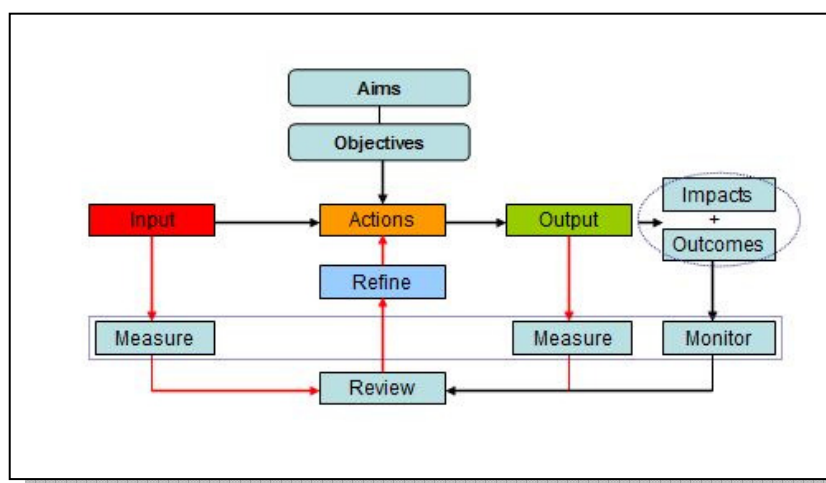 Aims
Objectives
Impacts
+
Input
Actions
Output
Outcomes
Refine
Measure
Measure
Monitor
Review